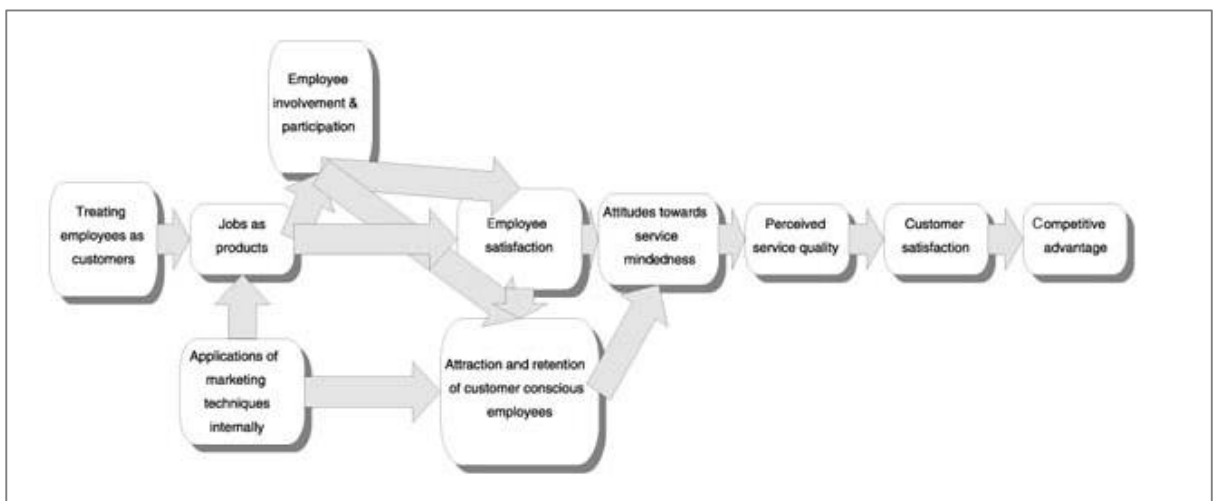 Employee
involvement &
participation
Treating
employees as
customers
Jobs as
products
Employee
satisfaction
Attitudes towards
service
mindedness
Perceived
service quality
Customer
satisfaction
Competitive
advantage
Applications of
marketing
techniques
internally
Attraction and retention
of customer conscious
employees